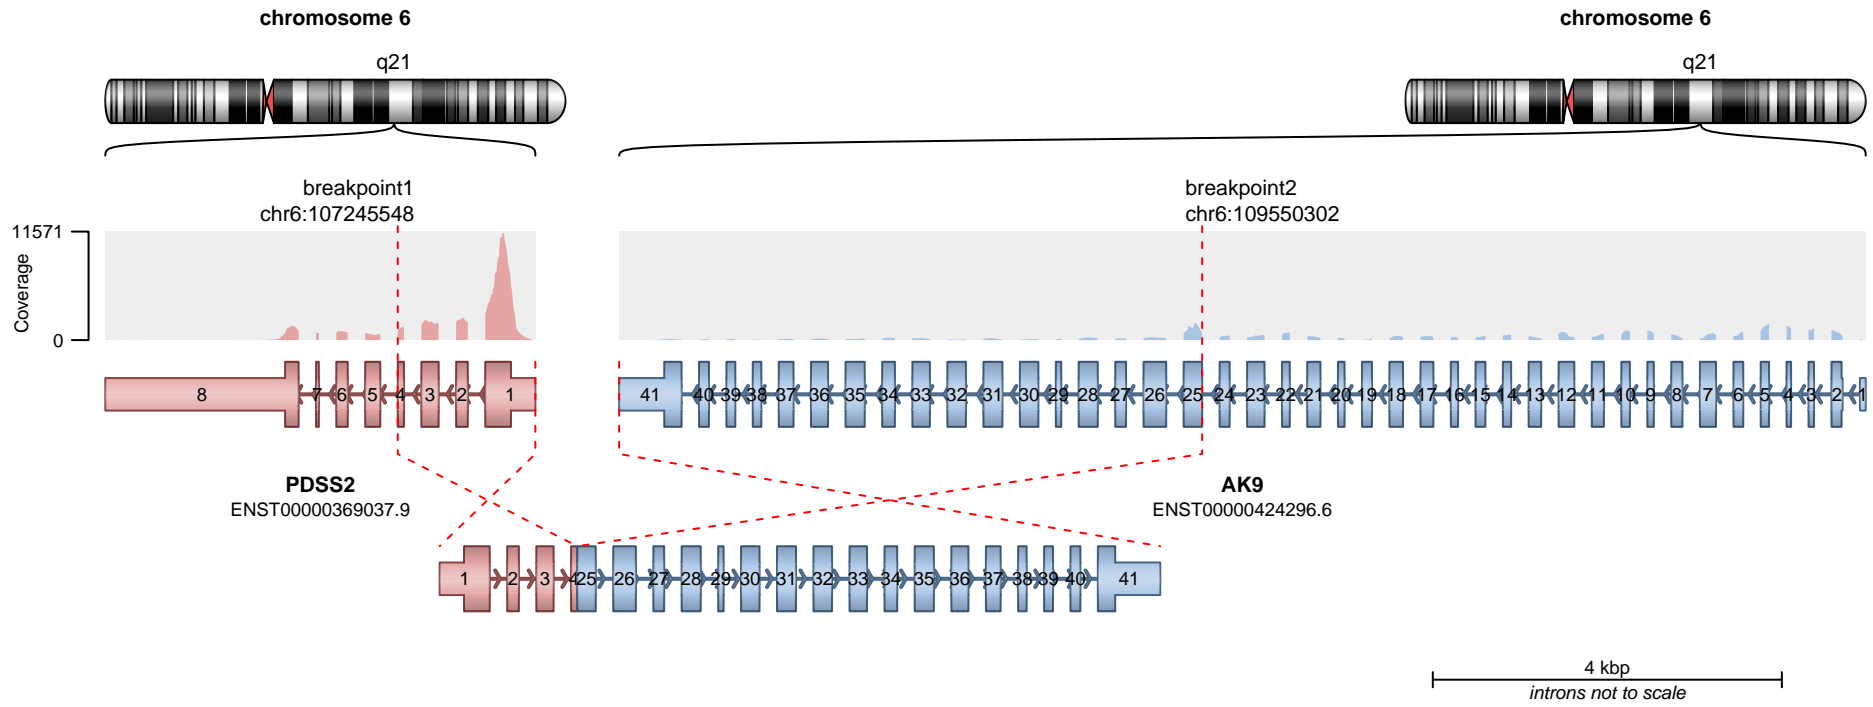 chromosome 6
chromosome 6
q21
q21
breakpoint1
chr6:107245548
breakpoint2
chr6:109550302
11571
Coverage
0
8 7 6 5 4 3 2 1
41 40 39 38 37 36 35 34 33 32 31 30 29 28 27 26 25 24 23 22 21 20 19 18 17 16 15 14 13 12 11 10 9 8 7 6 5 4 3 2 1
PDSS2
ENST00000369037.9
AK9
ENST00000424296.6
1 2 3 4 25 26 27 28 29 30 31 32 33 34 35 36 37 38 39 40 41
4 kbp
introns not to scale